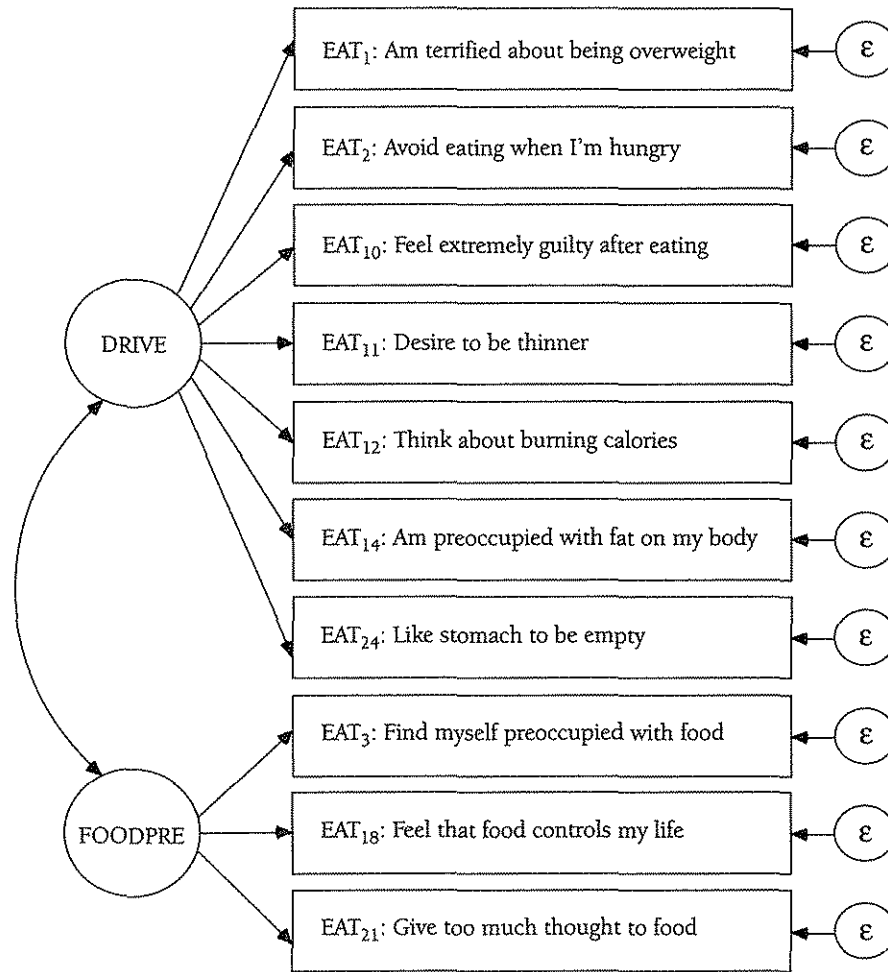 EAT₁: Am terrified about being overweight
ε
EAT₂: Avoid eating when I'm hungry
ε
EAT₁₀: Feel extremely guilty after eating
ε
DRIVE
EAT₁₁: Desire to be thinner
ε
EAT₁₂: Think about burning calories
ε
EAT₁₄: Am preoccupied with fat on my body
ε
EAT₂₄: Like stomach to be empty
ε
EAT₃: Find myself preoccupied with food
ε
FOODPRE
EAT₁₈: Feel that food controls my life
ε
EAT₂₁: Give too much thought to food
ε